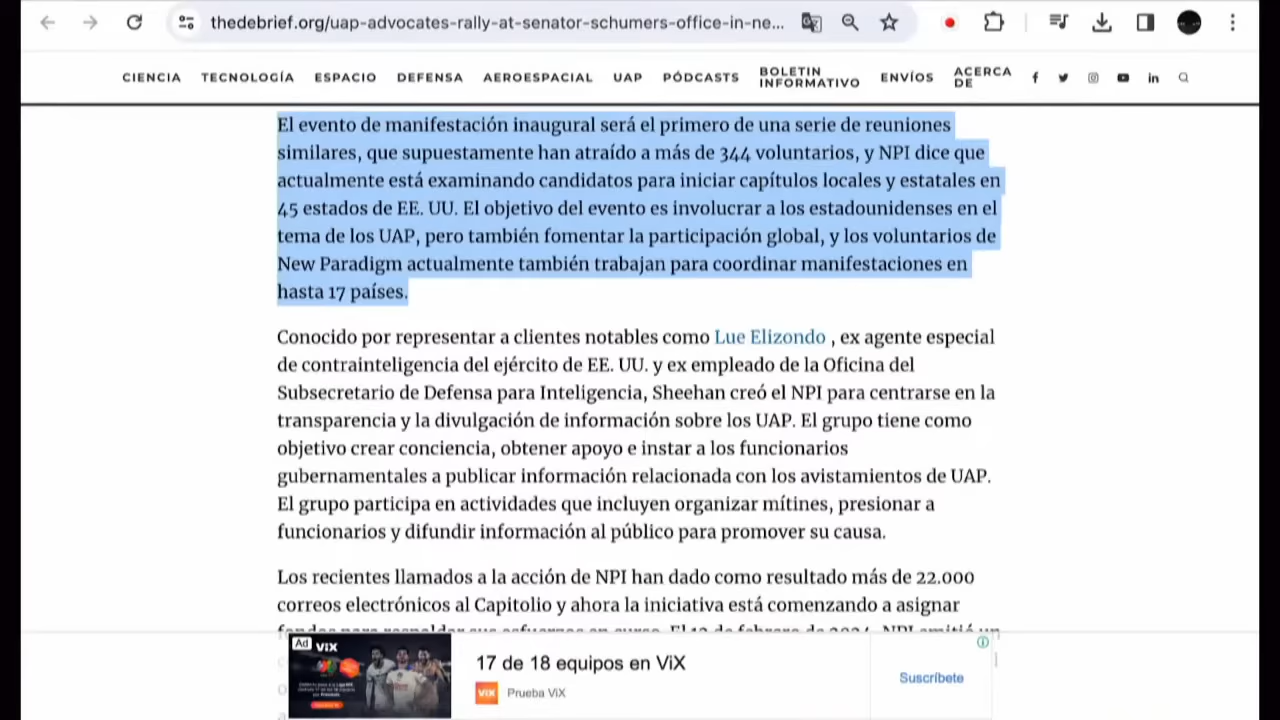 thedebrief.org/uap-advocates-rally-at-senator-schumers-office-in-ne...
CIENCIA TECNOLOGÍA ESPACIO DEFENSA AEROESPACIAL UAP PÓDCASTS BOLETIN INFORMATIVO ENVÍOS ACERCA DE
El evento de manifestación inaugural será el primero de una serie de reuniones
similares, que supuestamente han atraído a más de 344 voluntarios, y NPI dice que
actualmente está examinando candidatos para iniciar capítulos locales y estatales en
45 estados de EE. UU. El objetivo del evento es involucrar a los estadounidenses en el
tema de los UAP, pero también fomentar la participación global, y los voluntarios de
New Paradigm actualmente también trabajan para coordinar manifestaciones en
hasta 17 países.
Conocido por representar a clientes notables como Lue Elizondo , ex agente especial
de contrainteligencia del ejército de EE. UU. y ex empleado de la Oficina del
Subsecretario de Defensa para Inteligencia, Sheehan creó el NPI para centrarse en la
transparencia y la divulgación de información sobre los UAP. El grupo tiene como
objetivo crear conciencia, obtener apoyo e instar a los funcionarios
gubernamentales a publicar información relacionada con los avistamientos de UAP.
El grupo participa en actividades que incluyen organizar mítines, presionar a
funcionarios y difundir información al público para promover su causa.
Los recientes llamados a la acción de NPI han dado como resultado más de 22.000
correos electrónicos al Capitolio y ahora la iniciativa está comenzando a asignar
Ad ViX
17 de 18 equipos en ViX
ViX Prueba ViX
Suscríbete